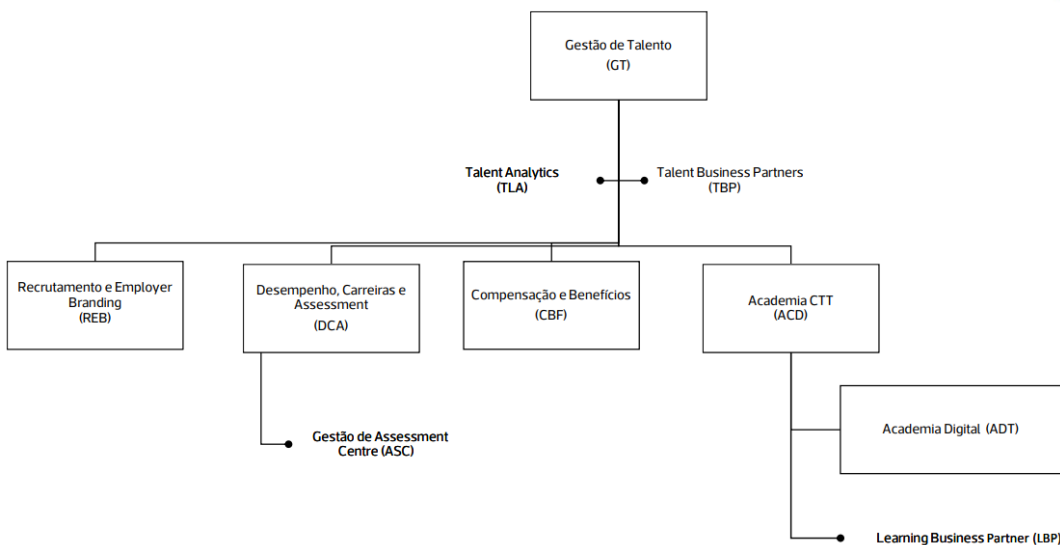 Gestão de Talento
(GT)
Talent Analytics
(TLA)
Talent Business Partners
(TBP)
Recrutamento e Employer
Branding
(REB)
Desempenho, Carreiras e
Assessment
(DCA)
Compensação e Benefícios
(CBF)
Academia CTT
(ACD)
Gestão de Assessment
Centre (ASC)
Academia Digital (ADT)
Learning Business Partner (LBP)